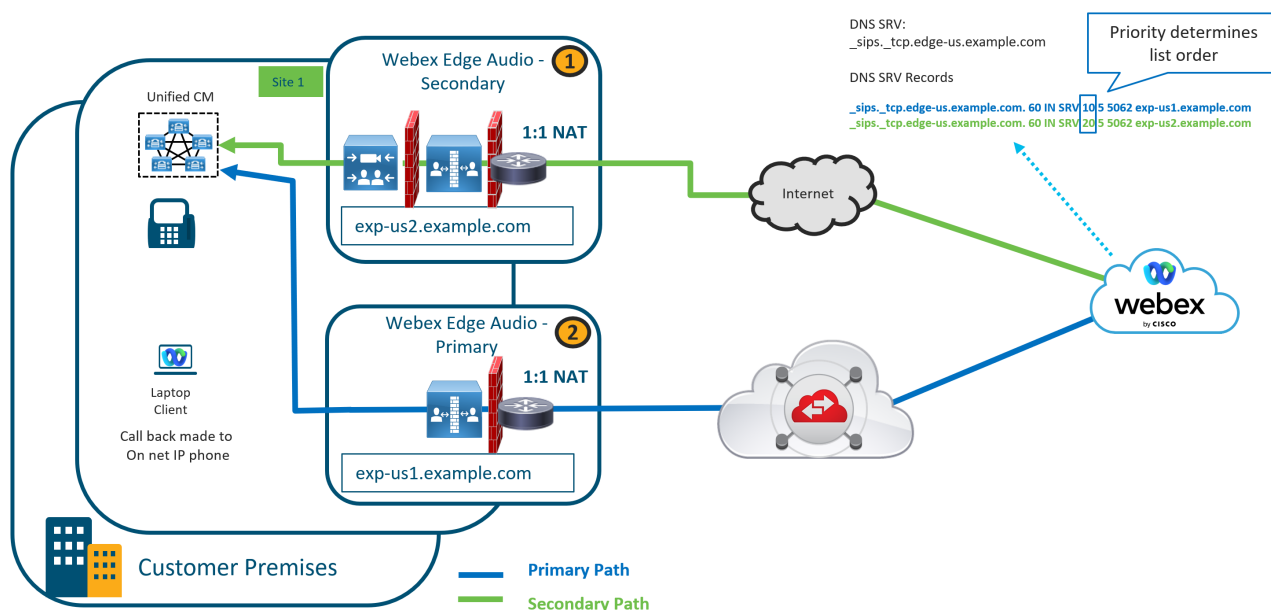 DNS SRV:
_sips._tcp.edge-us.example.com
DNS SRV Records
Priority determines
list order
_sips._tcp.edge-us.example.com. 60 IN SRV 10 5 5062 exp-us1.example.com
_sips._tcp.edge-us.example.com. 60 IN SRV 20 5 5062 exp-us2.example.com
Webex Edge Audio -
Secondary
1
Site 1
Unified CM
1:1 NAT
exp-us2.example.com
Internet
webex
by CISCO
Webex Edge Audio -
Primary
2
1:1 NAT
exp-us1.example.com
Laptop
Client
Call back made to
On net IP phone
Customer Premises
Primary Path
Secondary Path